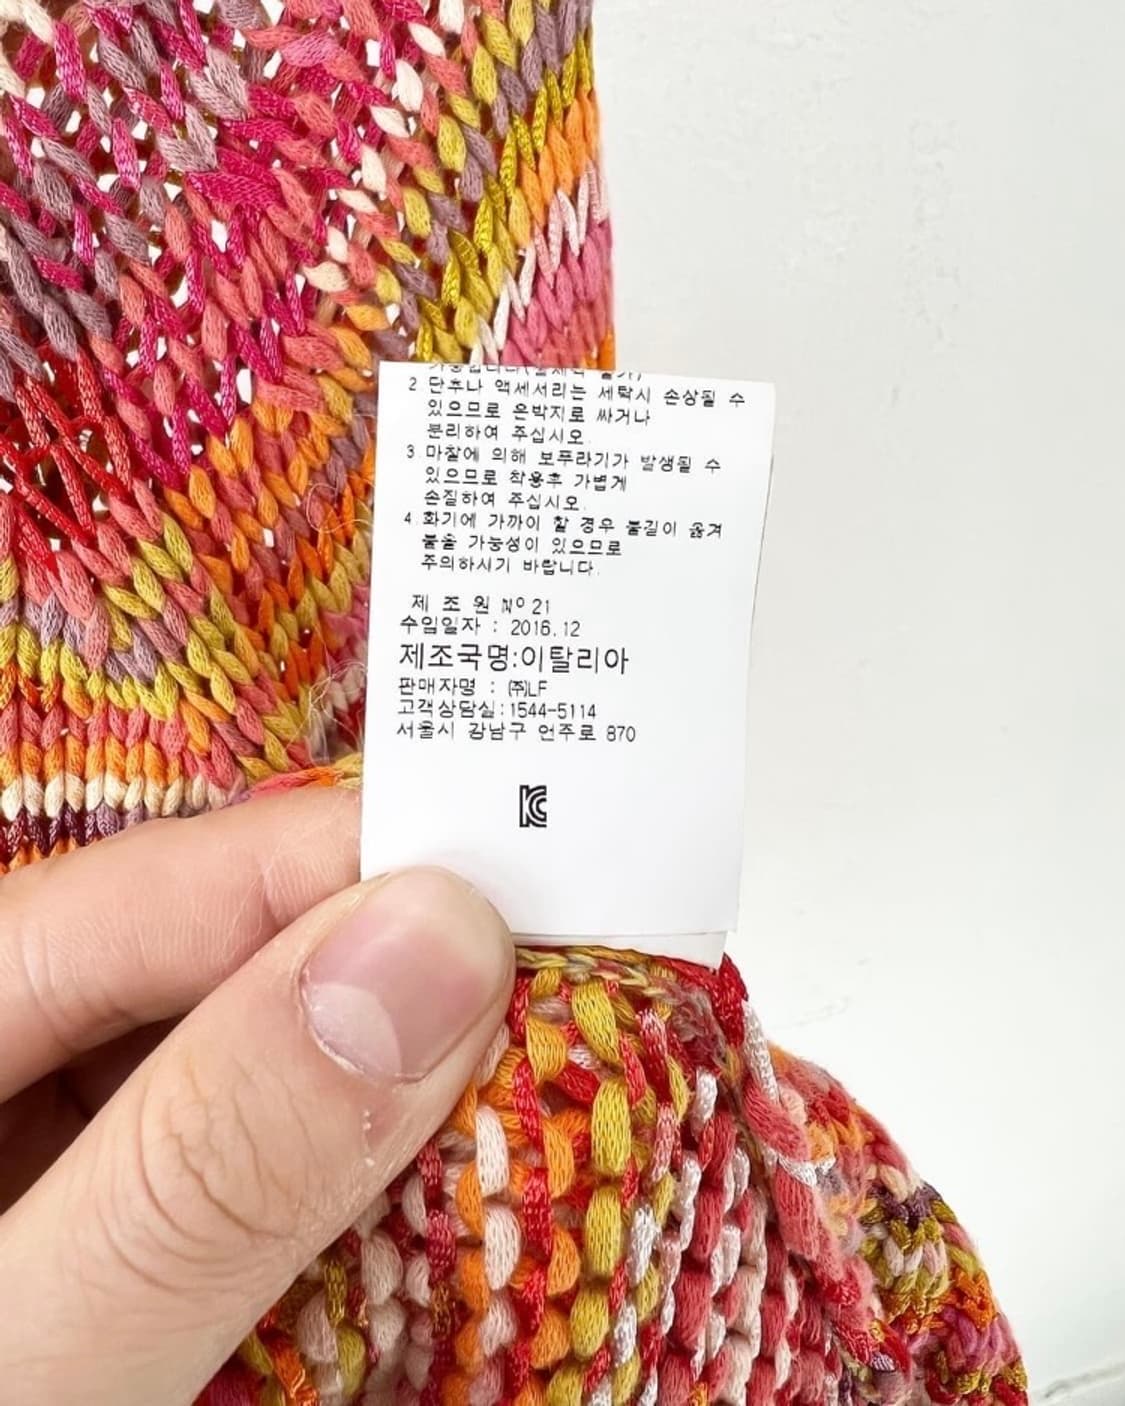 2 단추나 액세서리는 세탁시 손상될 수
있으므로 은박지로 싸거나
분리하여 주십시오.
3.마찰에 의해 보푸라기가 발생될 수
있으므로 착용후 가볍게
손질하여 주십시오.
4.화기에 가까이 할 경우 불길이 옮겨
붙을 가능성이 있으므로
주의하시기 바랍니다.
제 조 원 Nº 21
수입일자 : 2016.12
제조국명:이탈리아
판매자명 : ㈜LF
고객상담실:1544-5114
서울시 강남구 언주로 870
KC